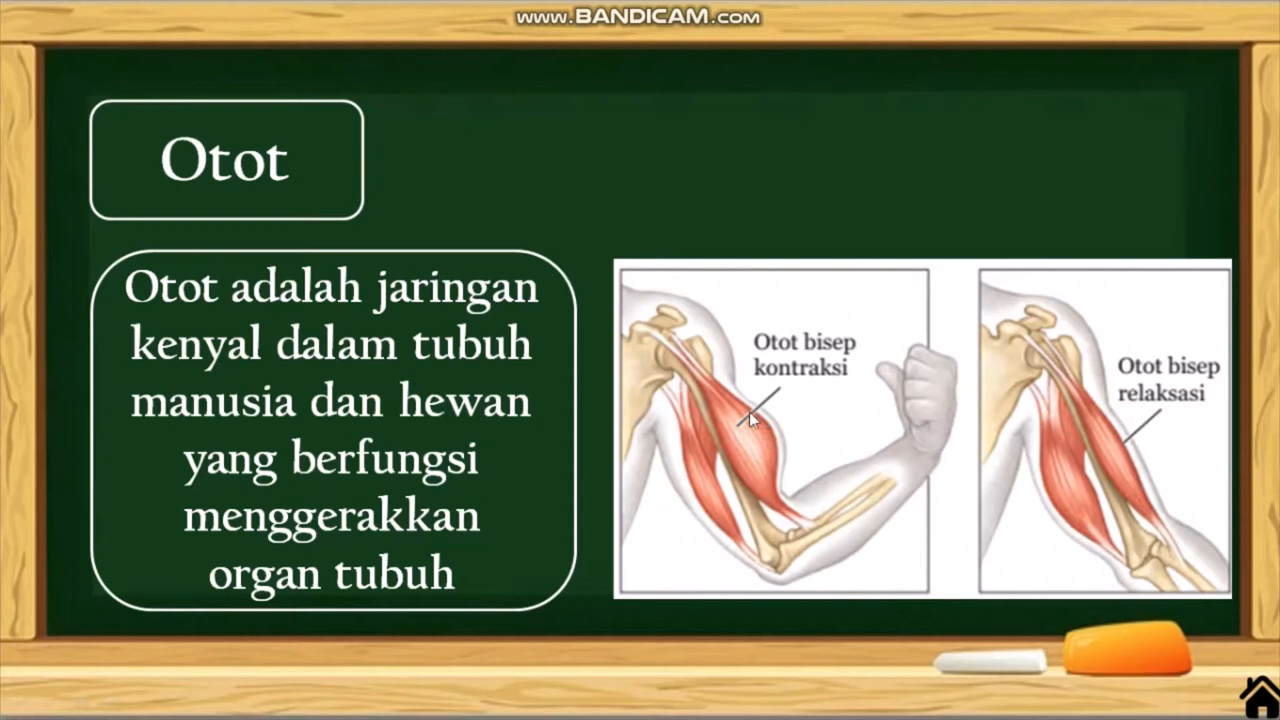 www.BANDICAM.com
Otot
Otot adalah jaringan
kenyal dalam tubuh
manusia dan hewan
yang berfungsi
menggerakkan
organ tubuh
Otot bisep
kontraksi
Otot bisep
relaksasi